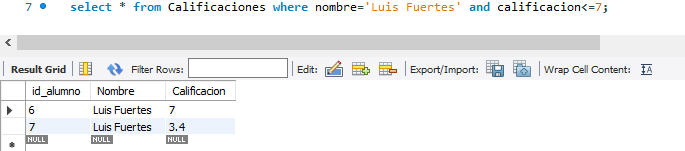 7 select * from Calificaciones where nombre='Luis Fuertes' and calificacion<=7;
Result Grid Filter Rows: Edit: Export/Import: Wrap Cell Content:
id_alumno Nombre Calificacion
6 Luis Fuertes 7
7 Luis Fuertes 3.4
NULL NULL NULL